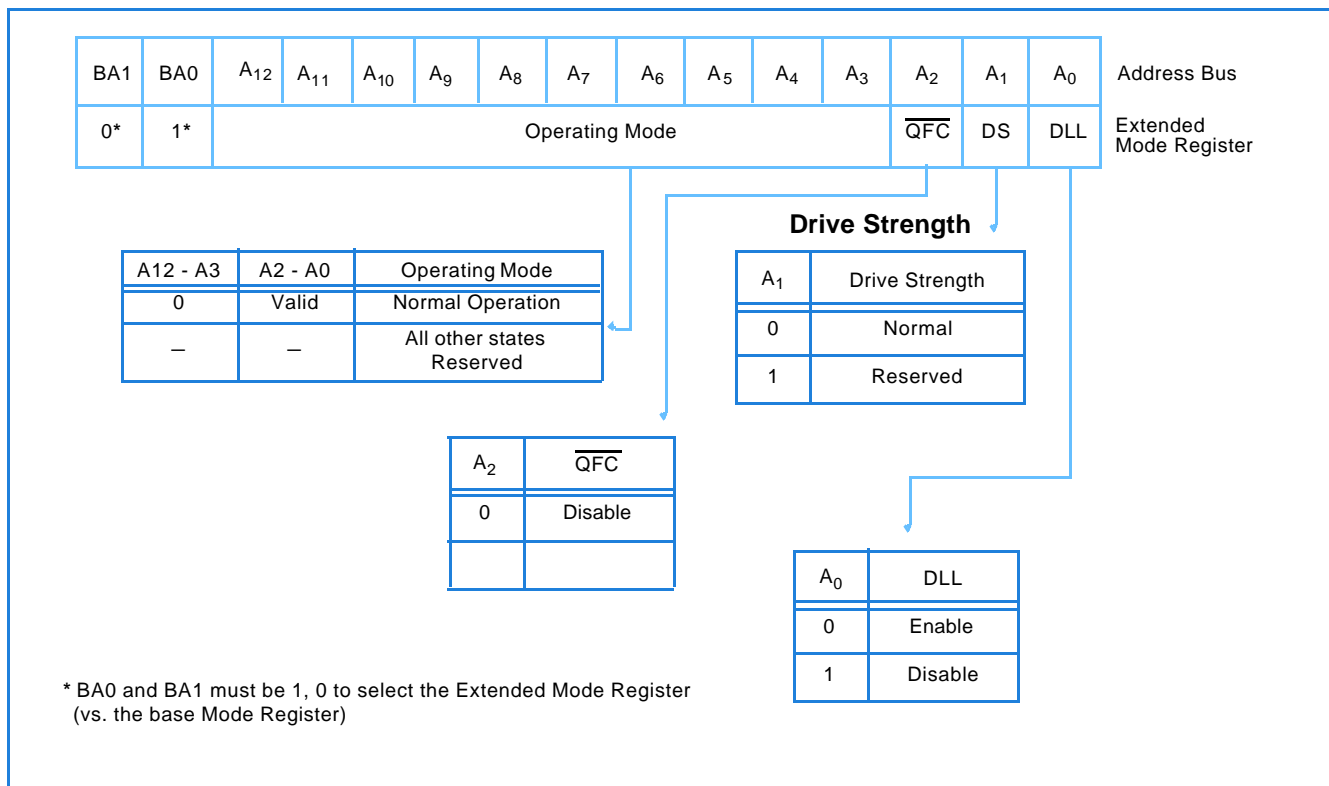 BA1 BA0 A12 A11 A10 A9 A8 A7 A6 A5 A4 A3 A2 A1 A0 Address Bus
0* 1* Operating Mode QFC DS DLL Extended
Mode Register
Drive Strength
A12 - A3 A2 - A0 Operating Mode
0 Valid Normal Operation
– – All other states
Reserved
A1 Drive Strength
0 Normal
1 Reserved
A2 QFC
0 Disable
A0 DLL
0 Enable
1 Disable
* BA0 and BA1 must be 1, 0 to select the Extended Mode Register
(vs. the base Mode Register)